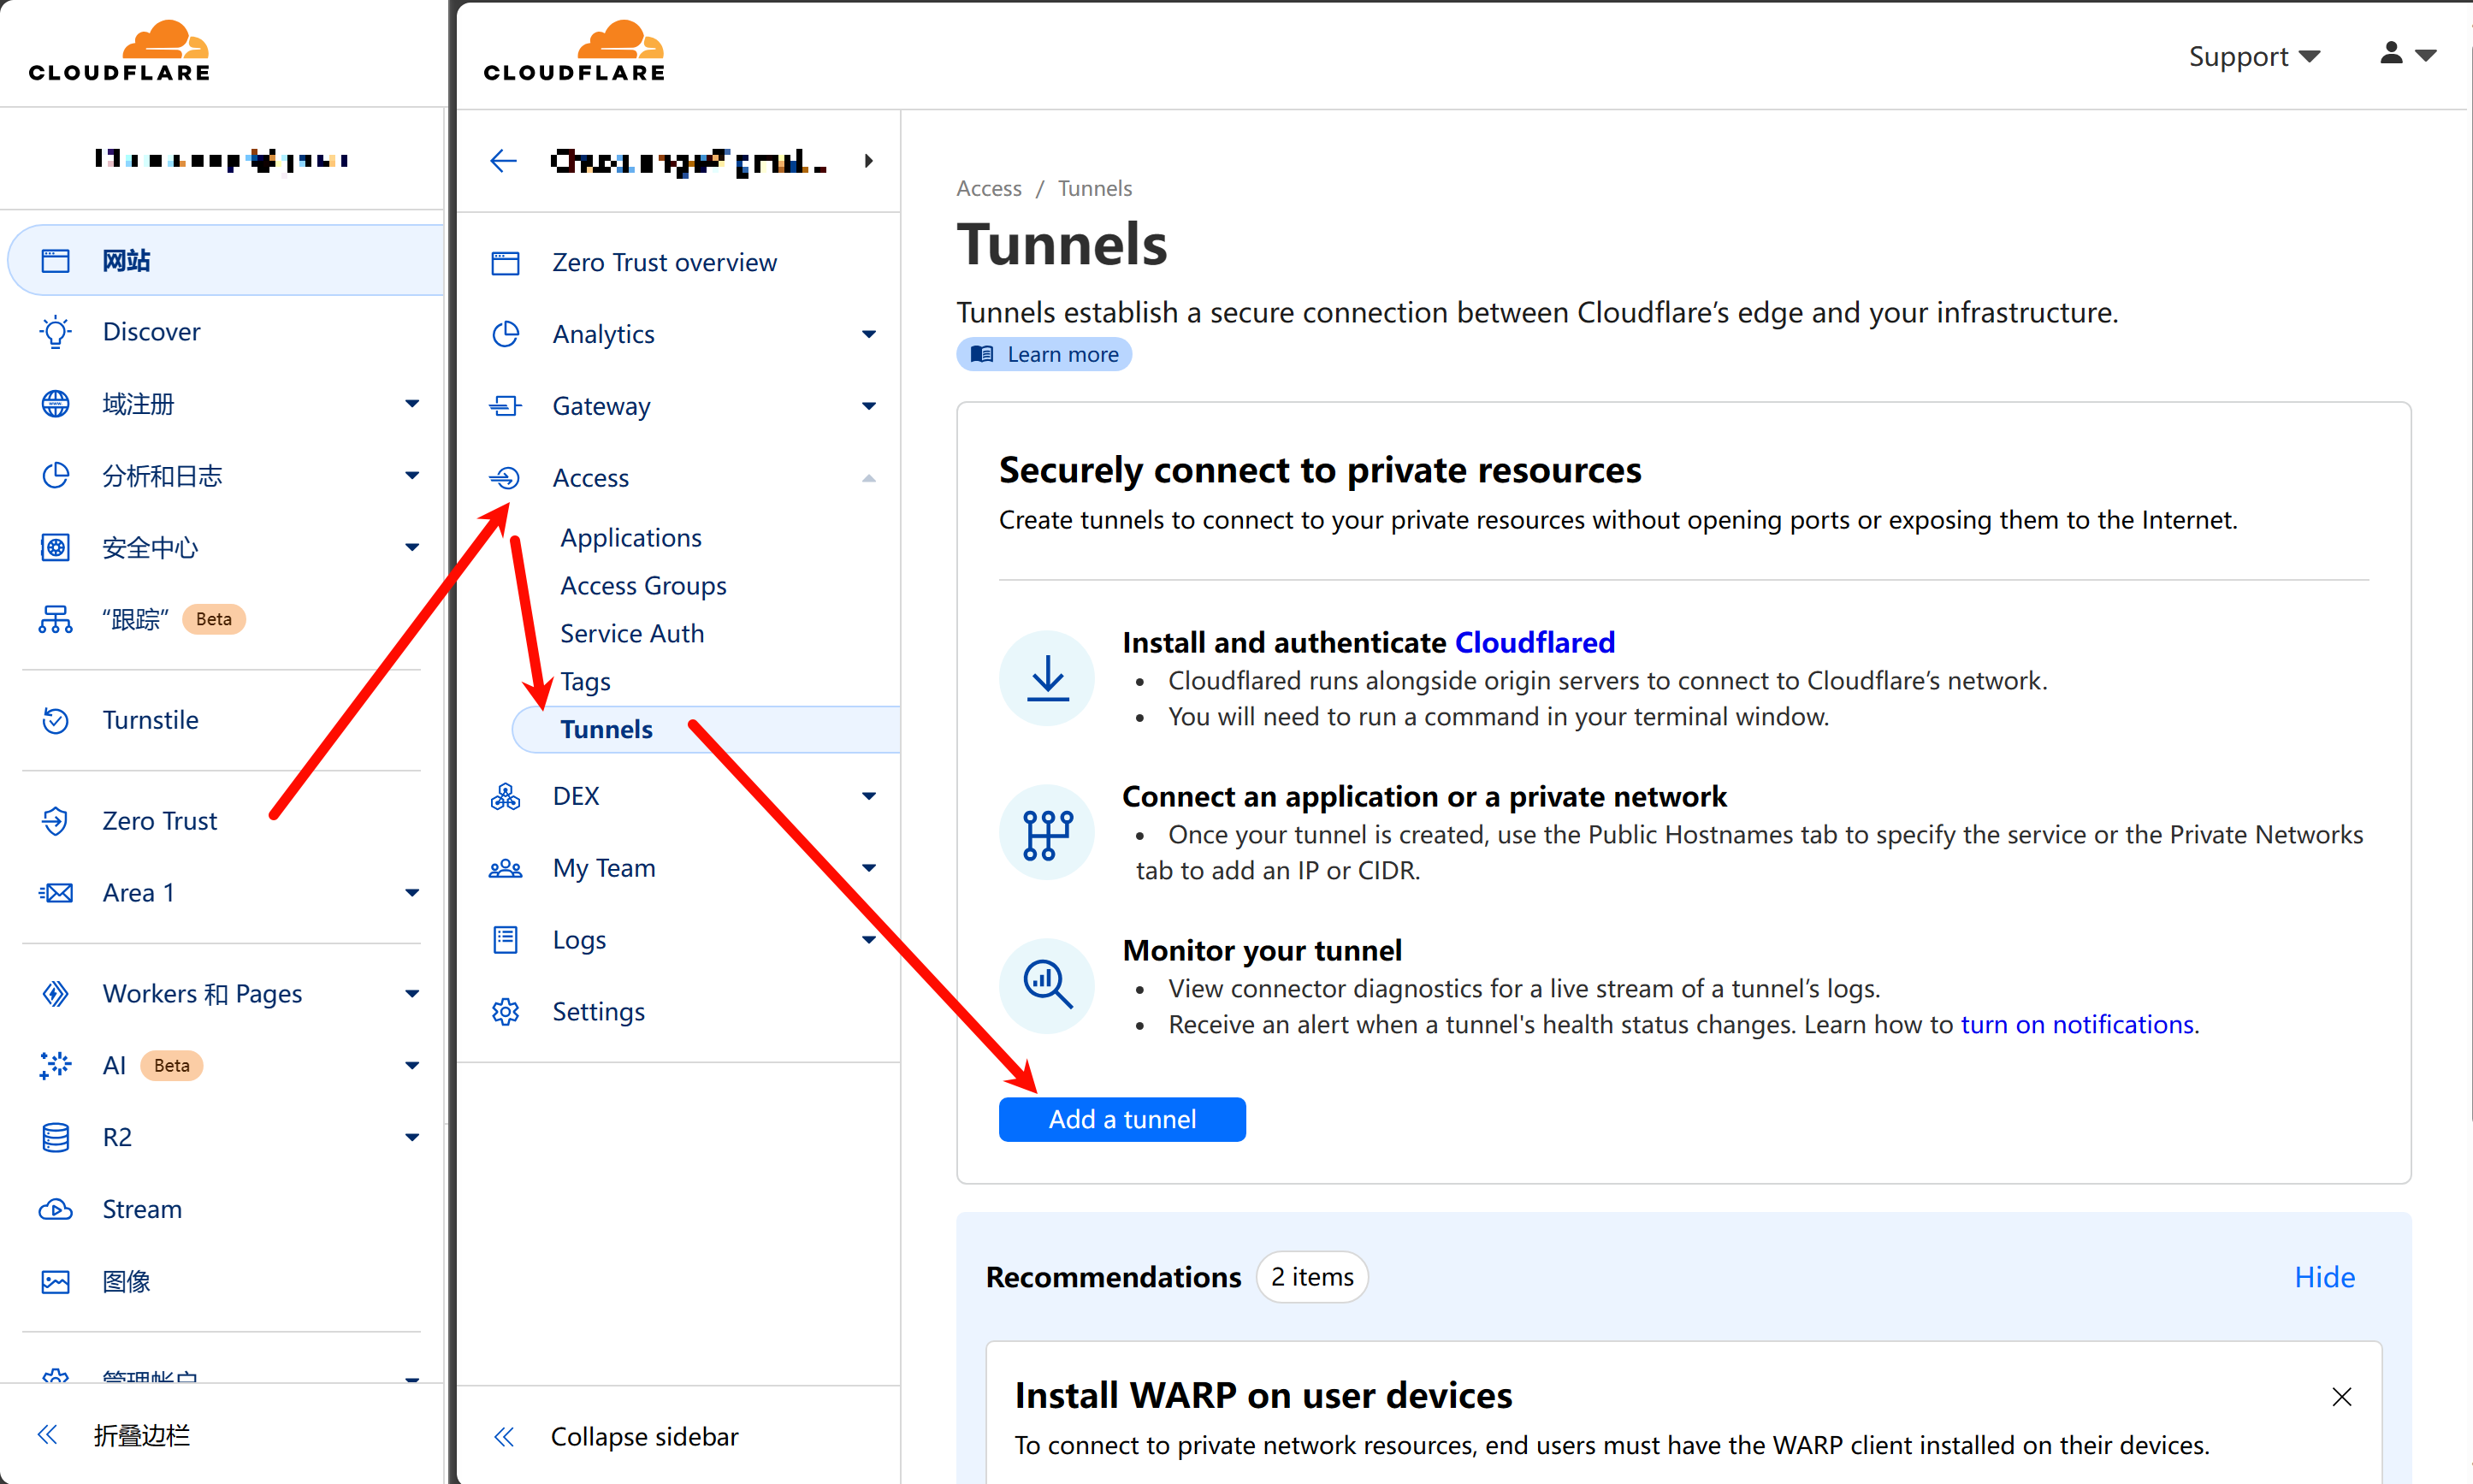 CLOUDFLARE
网站
Discover
域注册
分析和日志
安全中心
“跟踪” Beta
Turnstile
Zero Trust
Area 1
Workers 和 Pages
AI Beta
R2
Stream
图像
管理帐户
折叠边栏
CLOUDFLARE
Support
Zero Trust overview
Analytics
Gateway
Access
Applications
Access Groups
Service Auth
Tags
Tunnels
DEX
My Team
Logs
Settings
Collapse sidebar
Access / Tunnels
Tunnels
Tunnels establish a secure connection between Cloudflare’s edge and your infrastructure.
Learn more
Securely connect to private resources
Create tunnels to connect to your private resources without opening ports or exposing them to the Internet.
Install and authenticate Cloudflared
• Cloudflared runs alongside origin servers to connect to Cloudflare’s network.
• You will need to run a command in your terminal window.
Connect an application or a private network
• Once your tunnel is created, use the Public Hostnames tab to specify the service or the Private Networks
tab to add an IP or CIDR.
Monitor your tunnel
• View connector diagnostics for a live stream of a tunnel’s logs.
• Receive an alert when a tunnel's health status changes. Learn how to turn on notifications.
Add a tunnel
Recommendations 2 items
Hide
Install WARP on user devices
To connect to private network resources, end users must have the WARP client installed on their devices.